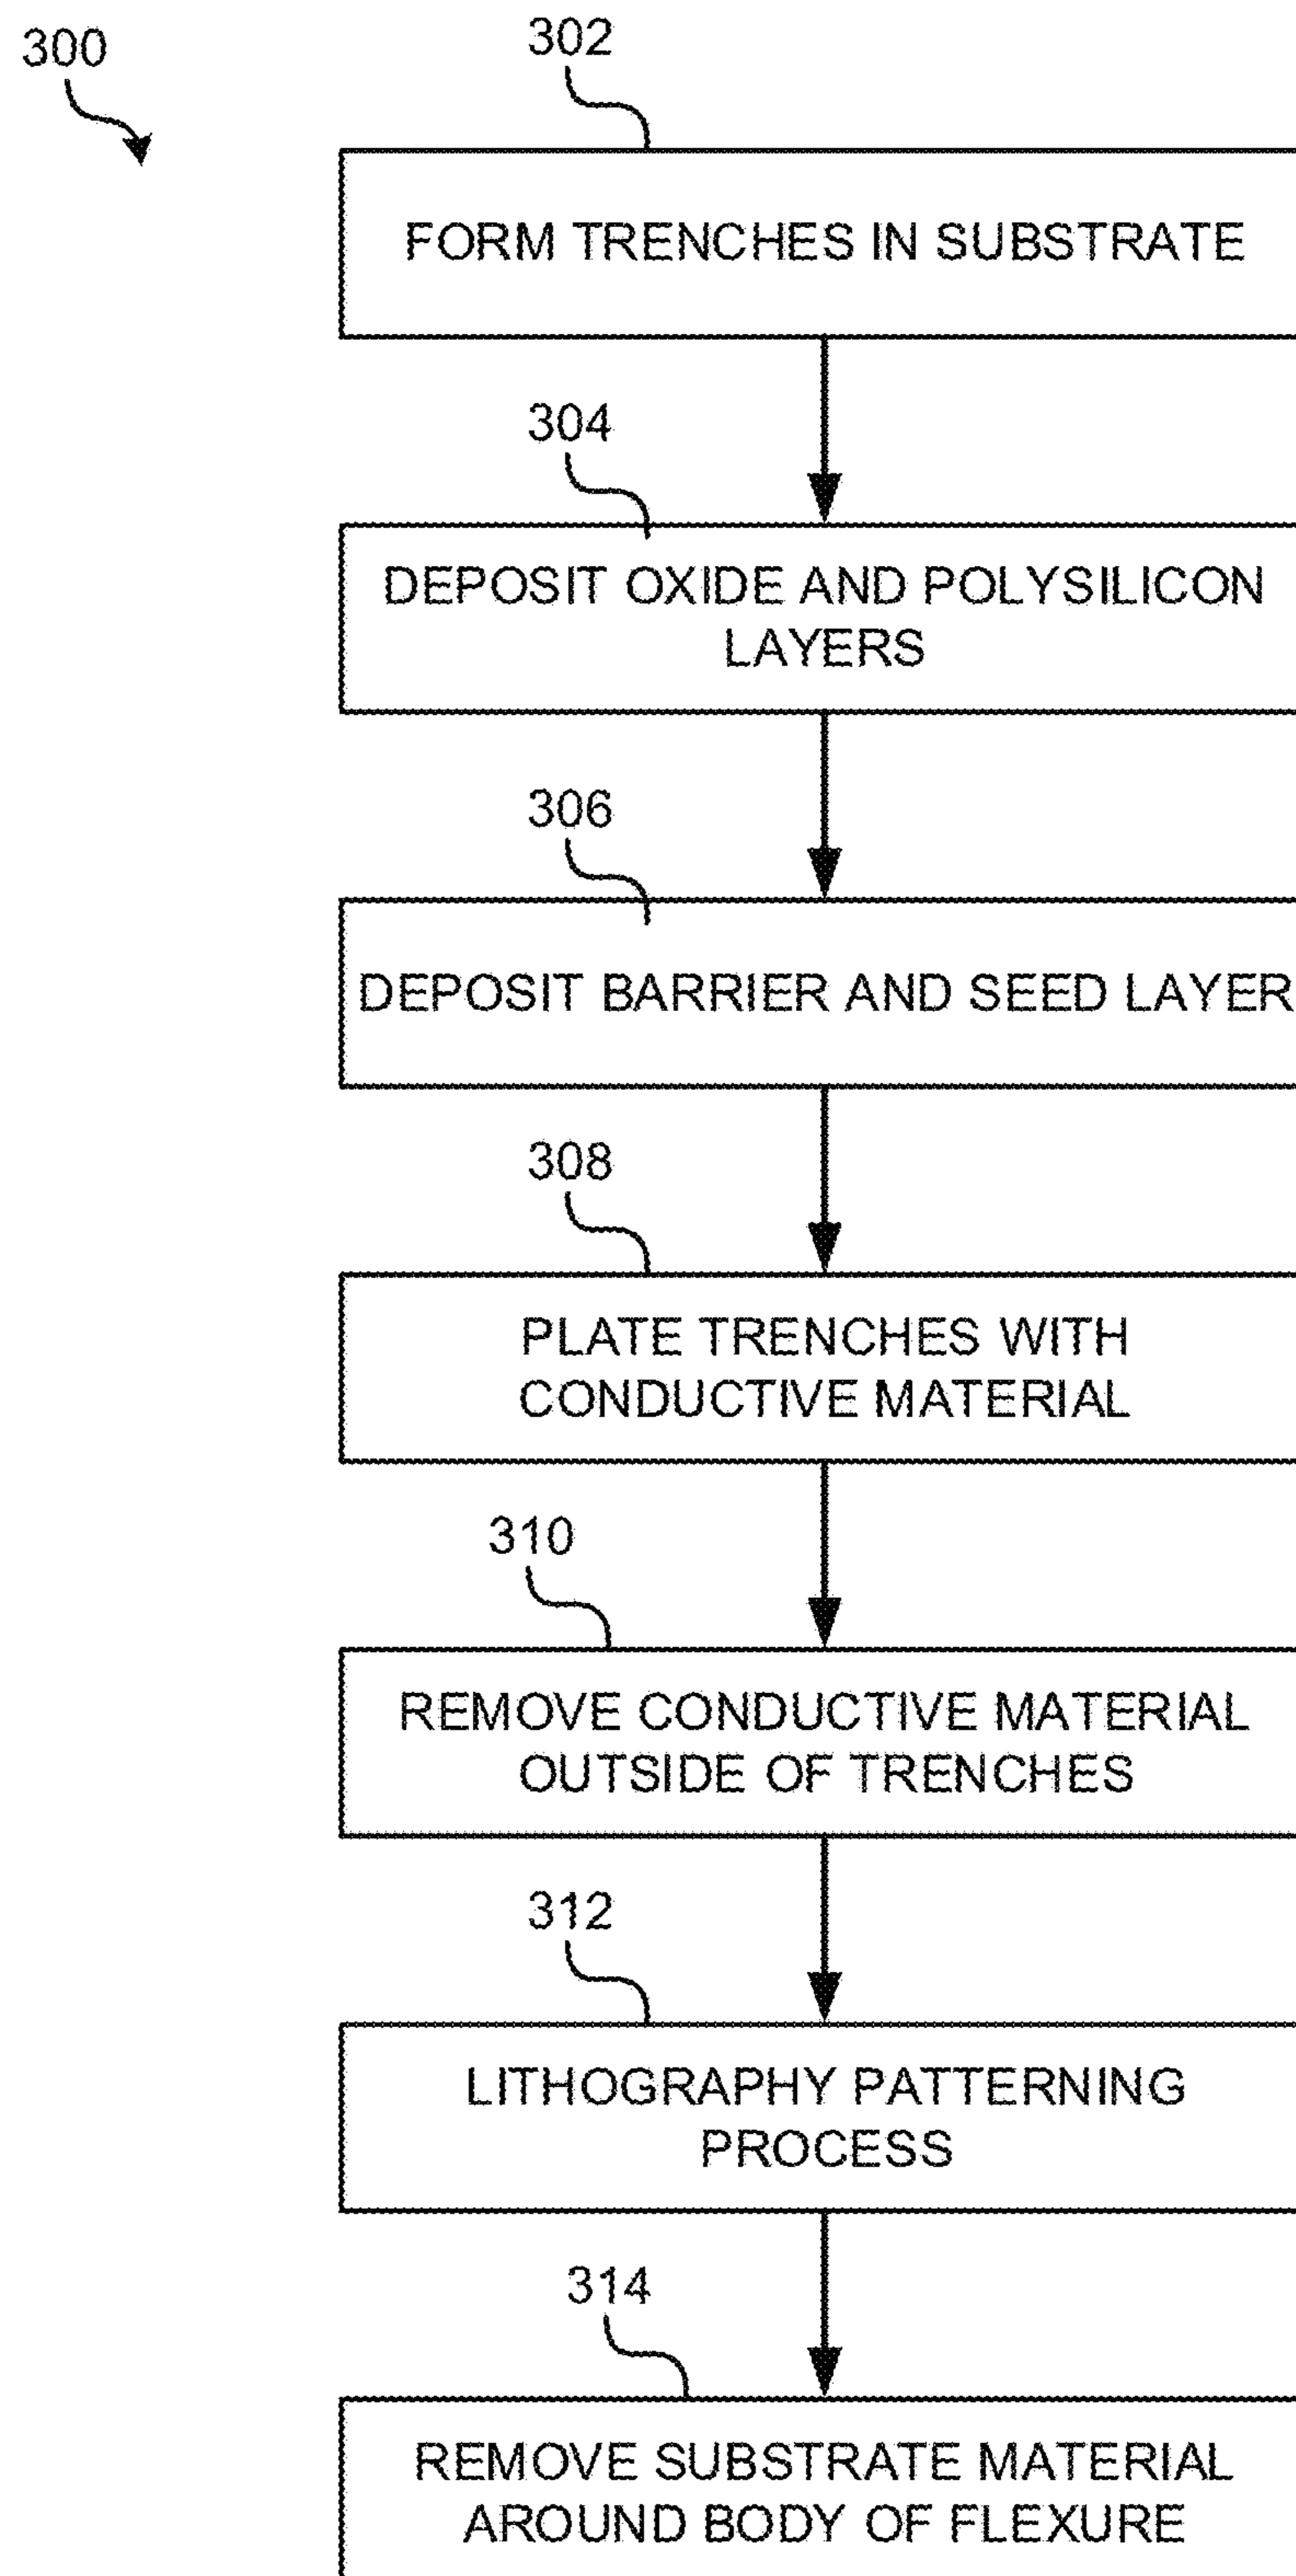 300
302
FORM TRENCHES IN SUBSTRATE
304
DEPOSIT OXIDE AND POLYSILICON
LAYERS
306
DEPOSIT BARRIER AND SEED LAYER
308
PLATE TRENCHES WITH
CONDUCTIVE MATERIAL
310
REMOVE CONDUCTIVE MATERIAL
OUTSIDE OF TRENCHES
312
LITHOGRAPHY PATTERNING
PROCESS
314
REMOVE SUBSTRATE MATERIAL
AROUND BODY OF FLEXURE